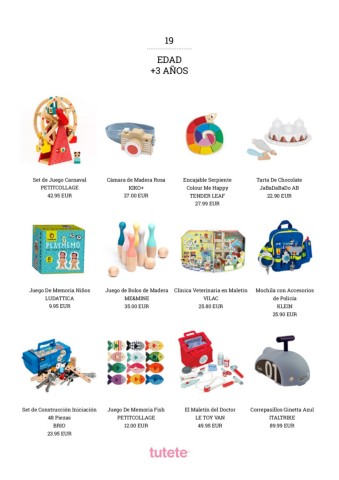 19
EDAD
+3 AÑOS
Set de Juego Carnaval
PETITCOLLAGE
42.95 EUR
Cámara de Madera Rosa
KIKO+
27.00 EUR
Encajable Serpiente
Colour Me Happy
TENDER LEAF
27.99 EUR
Tarta De Chocolate
JaBaDaBaDo AB
22.90 EUR
PLAYMEMO
Juego De Memoria Niños
LUDATTICA
9.95 EUR
Juego de Bolos de Madera
ME&MINE
35.00 EUR
Clínica Veterinaria en Maletín
VILAC
25.80 EUR
Mochila con Accesorios
de Policía
KLEIN
35.90 EUR
Set de Construcción Iniciación
48 Piezas
BRIO
23.95 EUR
Juego De Memoria Fish
PETITCOLLAGE
12.00 EUR
El Maletín del Doctor
LE TOY VAN
49.95 EUR
01
Correpasillos Ginetta Azul
ITALTRIKE
89.99 EUR
tutete